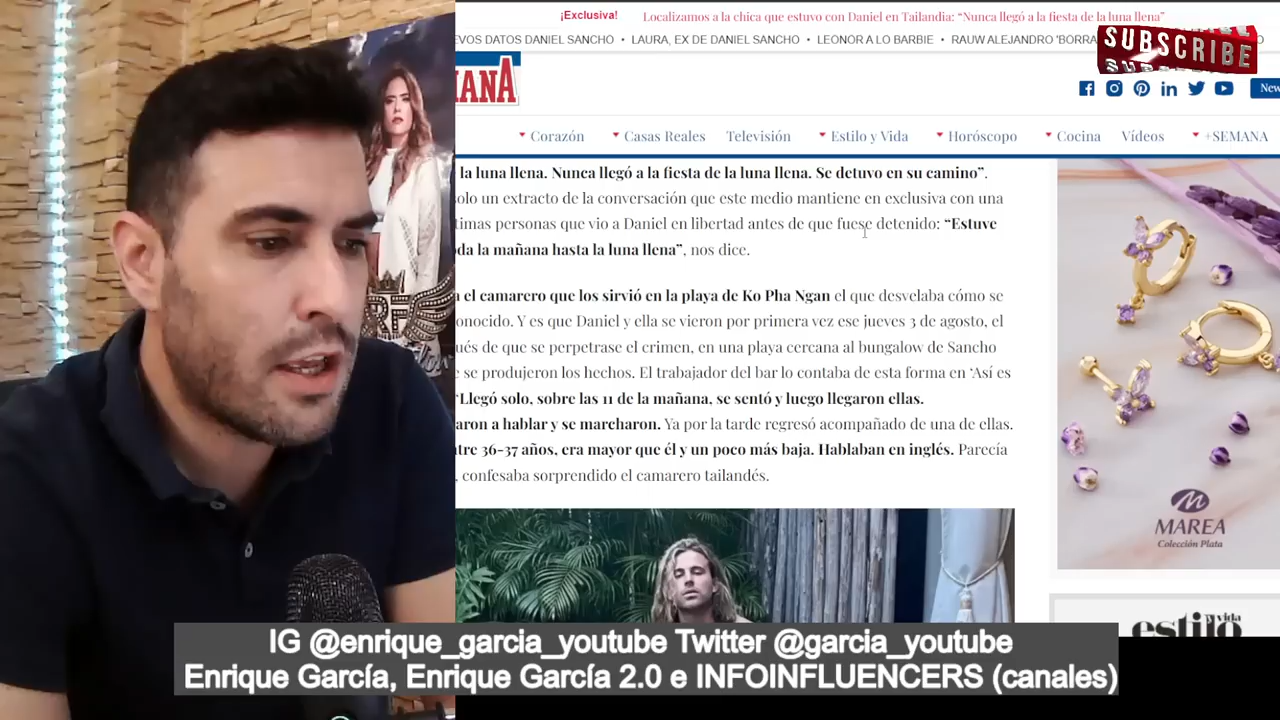 ¡Exclusiva! Localizamos a la chica que estuvo con Daniel en Tailandia: “Nunca llegó a la fiesta de la luna llena”
EVOS DATOS DANIEL SANCHO • LAURA, EX DE DANIEL SANCHO • LEONOR A LO BARBIE • RAUW ALEJANDRO 'BORRA
SUBSCRIBE
ANA
New
Corazón Casas Reales Televisión Estilo y Vida Horóscopo Cocina Vídeos +SEMANA
la luna llena. Nunca llegó a la fiesta de la luna llena. Se detuvo en su camino”.
solo un extracto de la conversación que este medio mantiene en exclusiva con una
timas personas que vio a Daniel en libertad antes de que fuese detenido: “Estuve
da la mañana hasta la luna llena”, nos dice.
el camarero que los sirvió en la playa de Ko Pha Ngan el que desvelaba cómo se
onocido. Y es que Daniel y ella se vieron por primera vez ese jueves 3 de agosto, el
ués de que se perpetrase el crimen, en una playa cercana al bungalow de Sancho
e se produjeron los hechos. El trabajador del bar lo contaba de esta forma en ‘Así es
‘Llegó solo, sobre las 11 de la mañana, se sentó y luego llegaron ellas.
aron a hablar y se marcharon. Ya por la tarde regresó acompañado de una de ellas.
ntre 36-37 años, era mayor que él y un poco más baja. Hablaban en inglés. Parecía
, confesaba sorprendido el camarero tailandés.
RF
MAREA
Colección Plata
estilo y vida
IG @enrique_garcia_youtube Twitter @garcia_youtube
Enrique García, Enrique García 2.0 e INFOINFLUENCERS (canales)